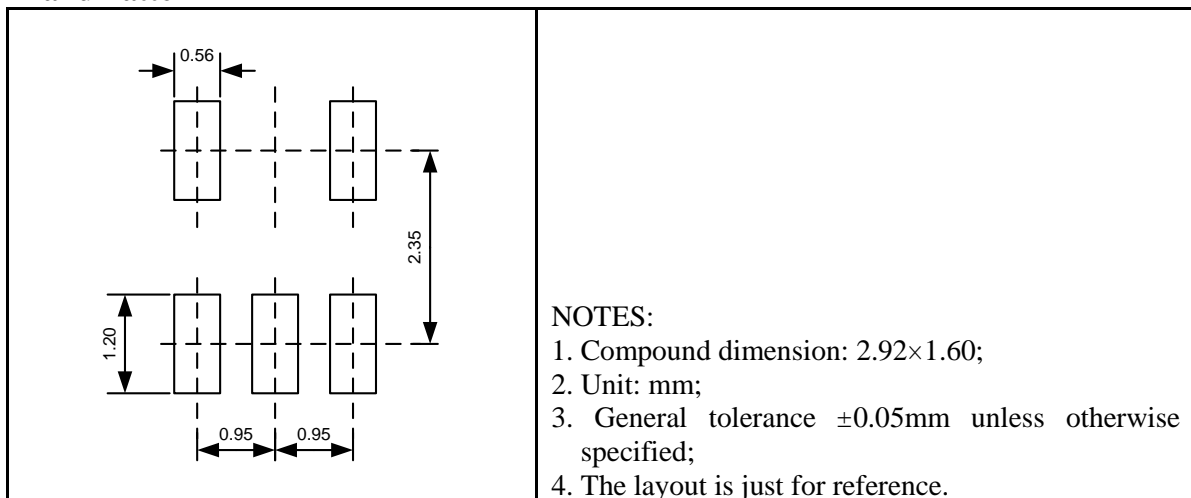 0.56
2.35
1.20
0.95 0.95
NOTES:
1. Compound dimension: 2.92×1.60;
2. Unit: mm;
3. General tolerance ±0.05mm unless otherwise
specified;
4. The layout is just for reference.